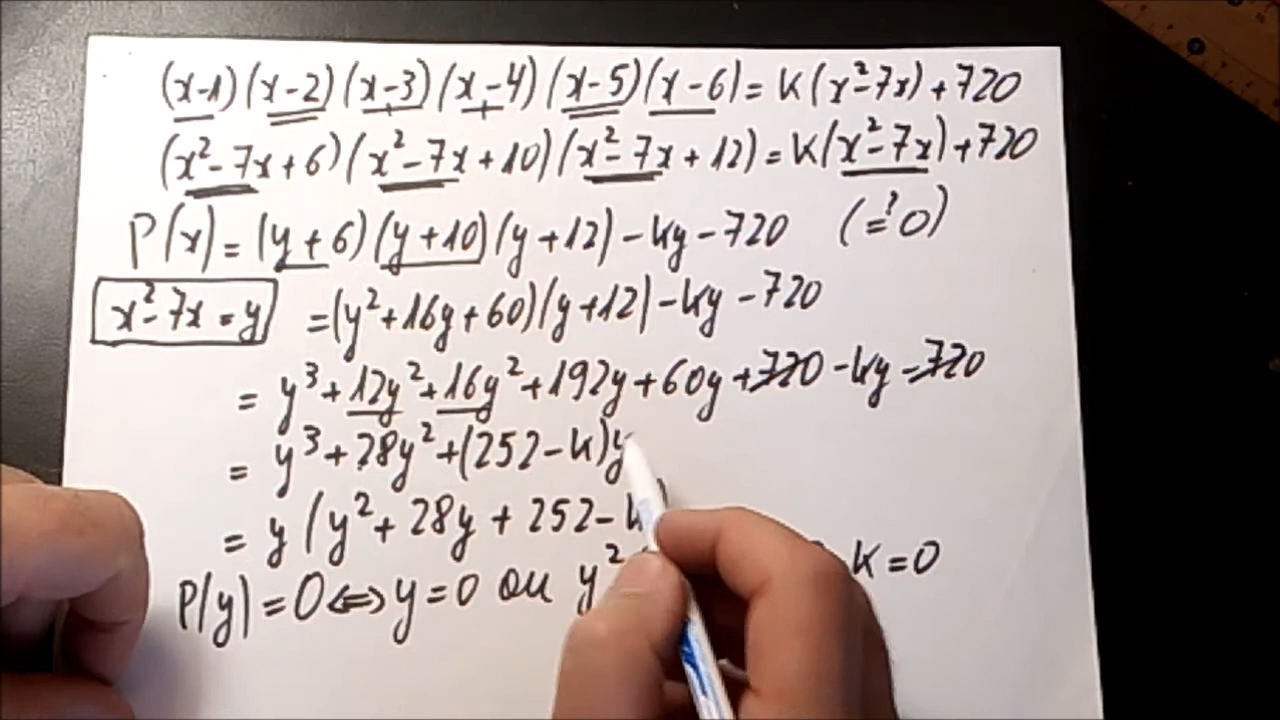 (x-1)(x-2)(x-3)(x-4)(x-5)(x-6)=K(x²-7x)+720
(x²-7x+6)(x²-7x+10)(x²-7x+12)=K(x²-7x)+720
P(x)=(y+6)(y+10)(y+12)-ky-720 (=?0)
x²-7x=y =(y²+16y+60)(y+12)-ky-720
=y³+12y²+16y²+192y+60y+720-ky-720
=y³+28y²+(252-k)y
=y(y²+28y+252-k
P(y)=0⇔y=0 ou y² K=0